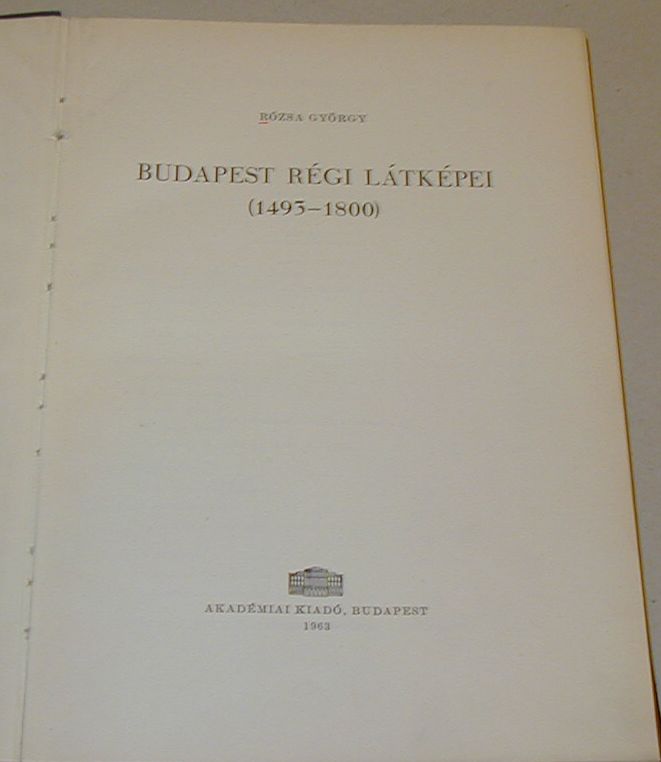 RÓZSA GYÖRGY
BUDAPEST RÉGI LÁTKÉPEI
(1493–1800)
AKADÉMIAI KIADÓ, BUDAPEST
1963